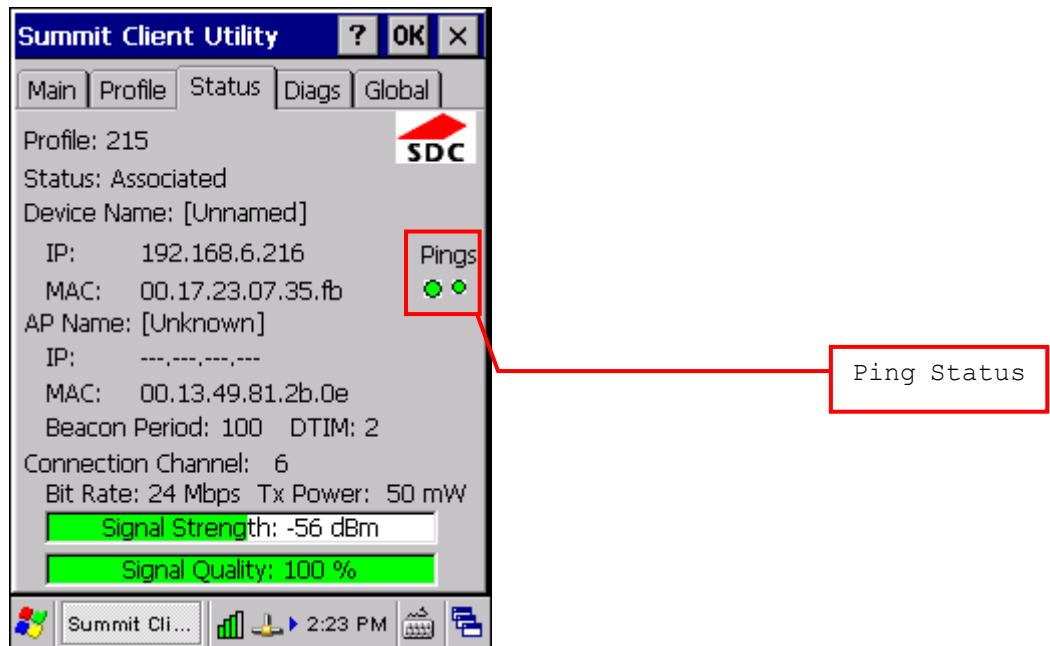 Summit Client Utility ? OK ×
Main Profile Status Diags Global
Profile: 215
SDC
Status: Associated
Device Name: [Unnamed]
IP: 192.168.6.216 Pings
MAC: 00.17.23.07.35.fb
AP Name: [Unknown]
IP: ---.---.---.---
MAC: 00.13.49.81.2b.0e
Beacon Period: 100 DTIM: 2
Connection Channel: 6
Bit Rate: 24 Mbps Tx Power: 50 mW
Signal Strength: -56 dBm
Signal Quality: 100 %
Summit Cli... 2:23 PM
Ping Status